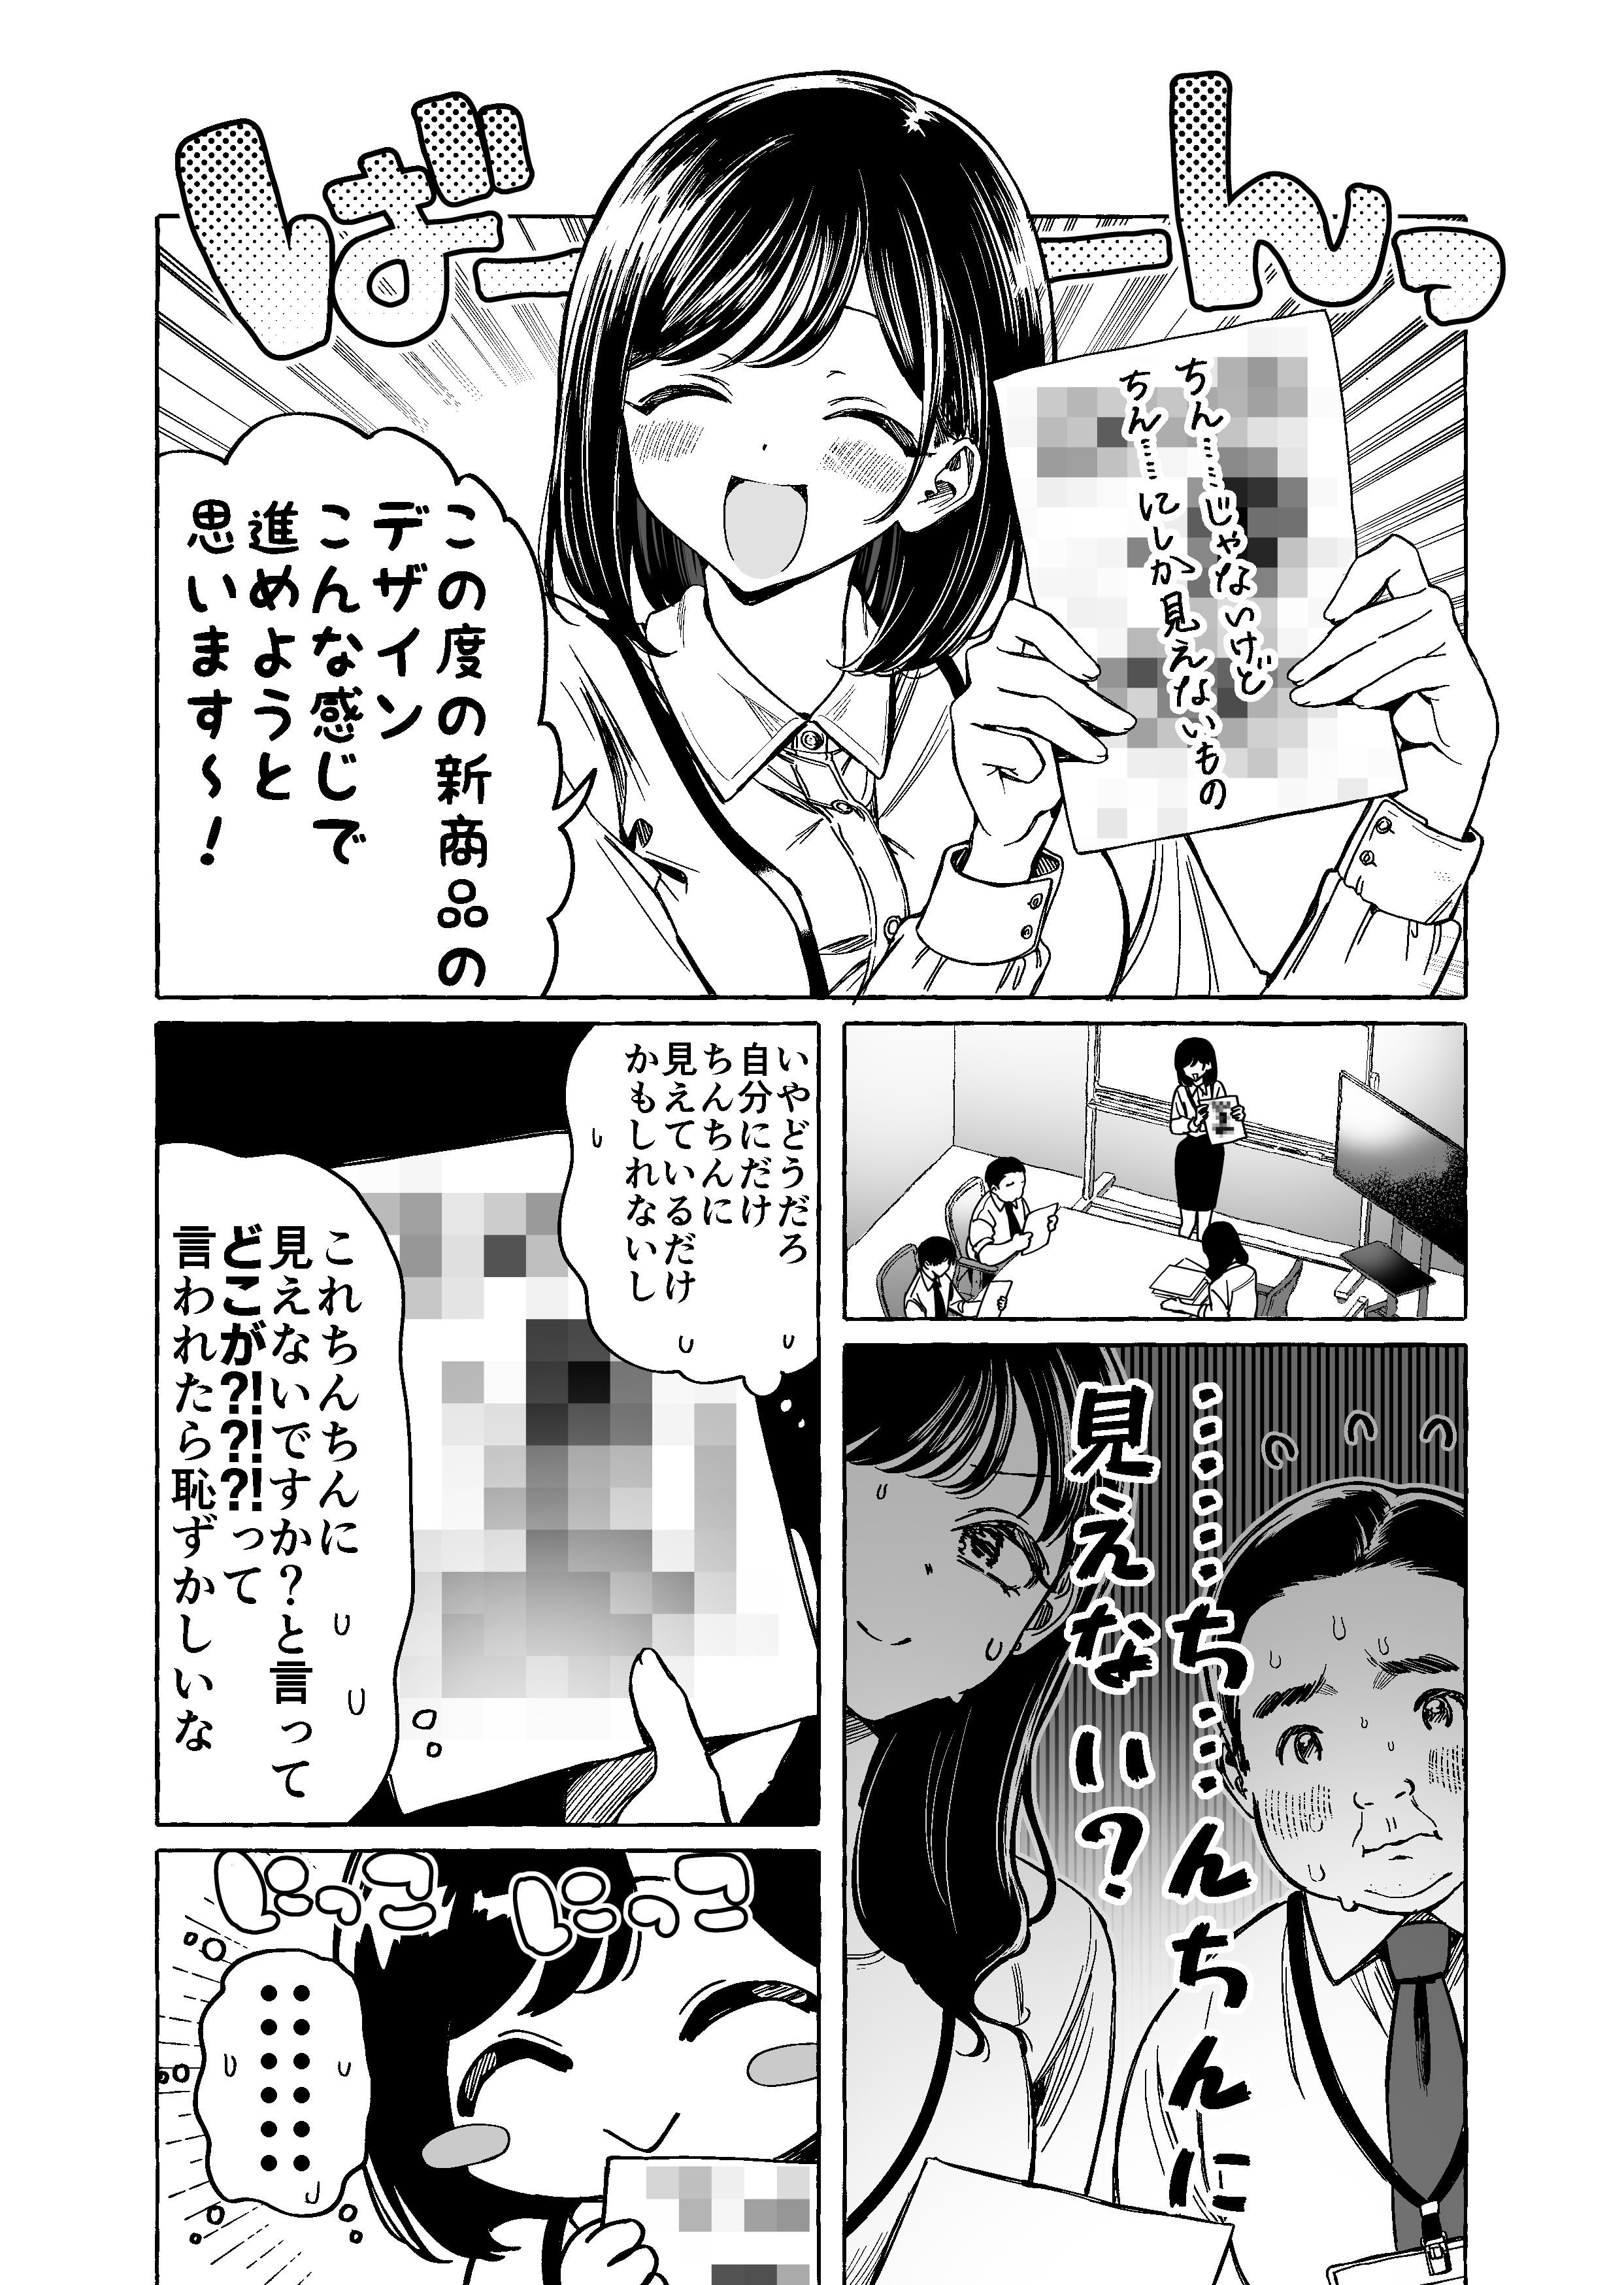 ばーーんっ
ちん……じゃないけど
ちん……にしか見えないもの
この度の新商品の
デザイン
こんな感じで
進めようと
思います～！
………ち…んちんに
見えない？
いやどうだろ
自分にだけ
ちんちんに
見えているだけ
かもしれないし
これちんちんに
見えないですか？と言って
どこが?!?!?!って
言われたら恥ずかしいな
にっこ
にっこ
…………